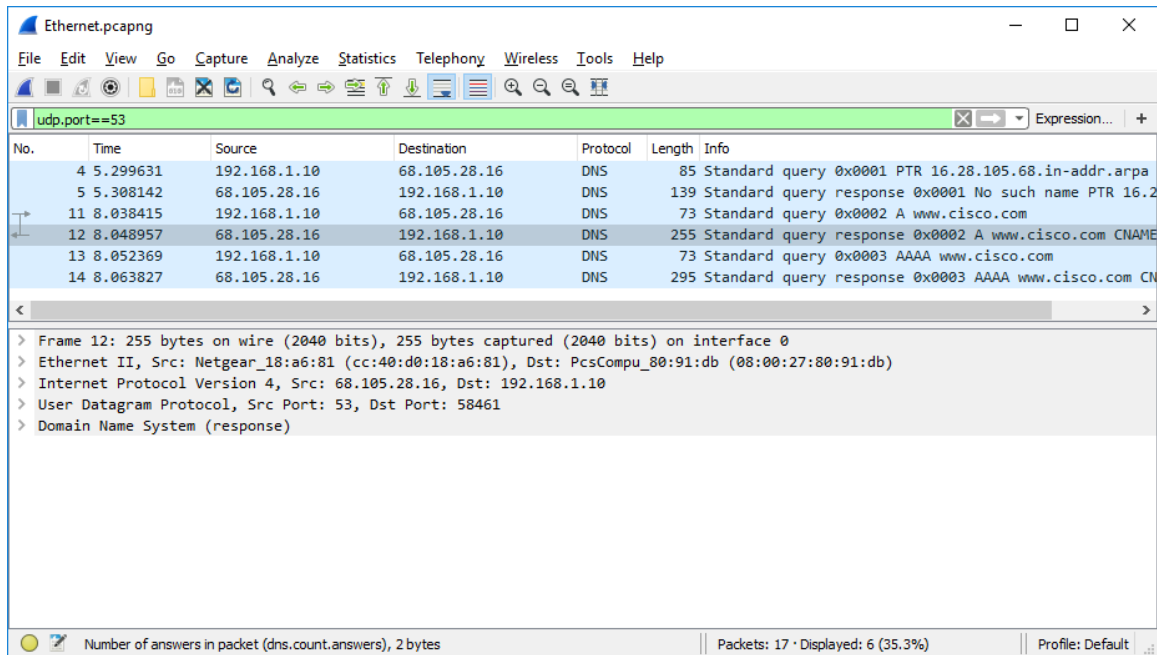 Ethernet.pcapng
File Edit View Go Capture Analyze Statistics Telephony Wireless Tools Help
udp.port==53 Expression... +
No. Time Source Destination Protocol Length Info
4 5.299631 192.168.1.10 68.105.28.16 DNS 85 Standard query 0x0001 PTR 16.28.105.68.in-addr.arpa
5 5.308142 68.105.28.16 192.168.1.10 DNS 139 Standard query response 0x0001 No such name PTR 16.2
11 8.038415 192.168.1.10 68.105.28.16 DNS 73 Standard query 0x0002 A www.cisco.com
12 8.048957 68.105.28.16 192.168.1.10 DNS 255 Standard query response 0x0002 A www.cisco.com CNAME
13 8.052369 192.168.1.10 68.105.28.16 DNS 73 Standard query 0x0003 AAAA www.cisco.com
14 8.063827 68.105.28.16 192.168.1.10 DNS 295 Standard query response 0x0003 AAAA www.cisco.com CN
> Frame 12: 255 bytes on wire (2040 bits), 255 bytes captured (2040 bits) on interface 0
> Ethernet II, Src: Netgear_18:a6:81 (cc:40:d0:18:a6:81), Dst: PcsCompu_80:91:db (08:00:27:80:91:db)
> Internet Protocol Version 4, Src: 68.105.28.16, Dst: 192.168.1.10
> User Datagram Protocol, Src Port: 53, Dst Port: 58461
> Domain Name System (response)
Number of answers in packet (dns.count.answers), 2 bytes Packets: 17 · Displayed: 6 (35.3%) Profile: Default